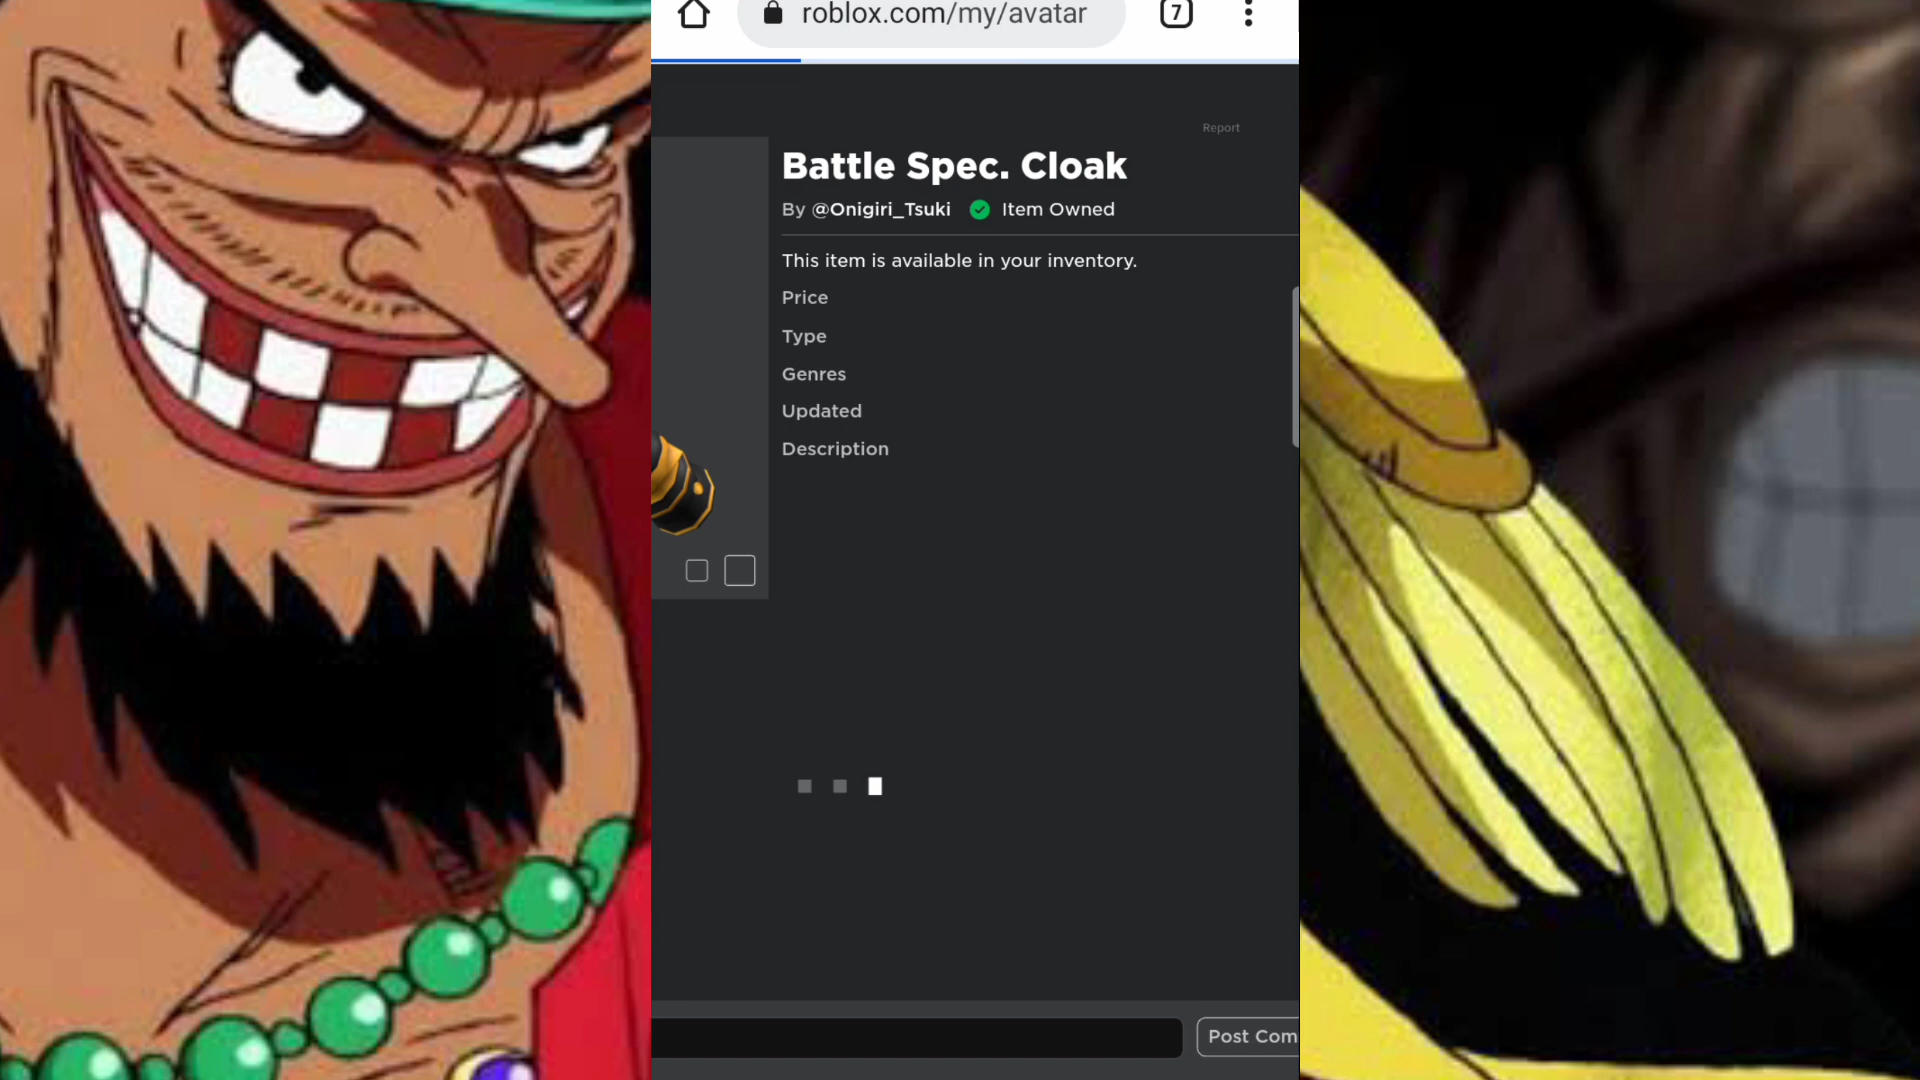 roblox.com/my/avatar
7
Report
Battle Spec. Cloak
By @Onigiri_Tsuki Item Owned
This item is available in your inventory.
Price
Type
Genres
Updated
Description
Post Com